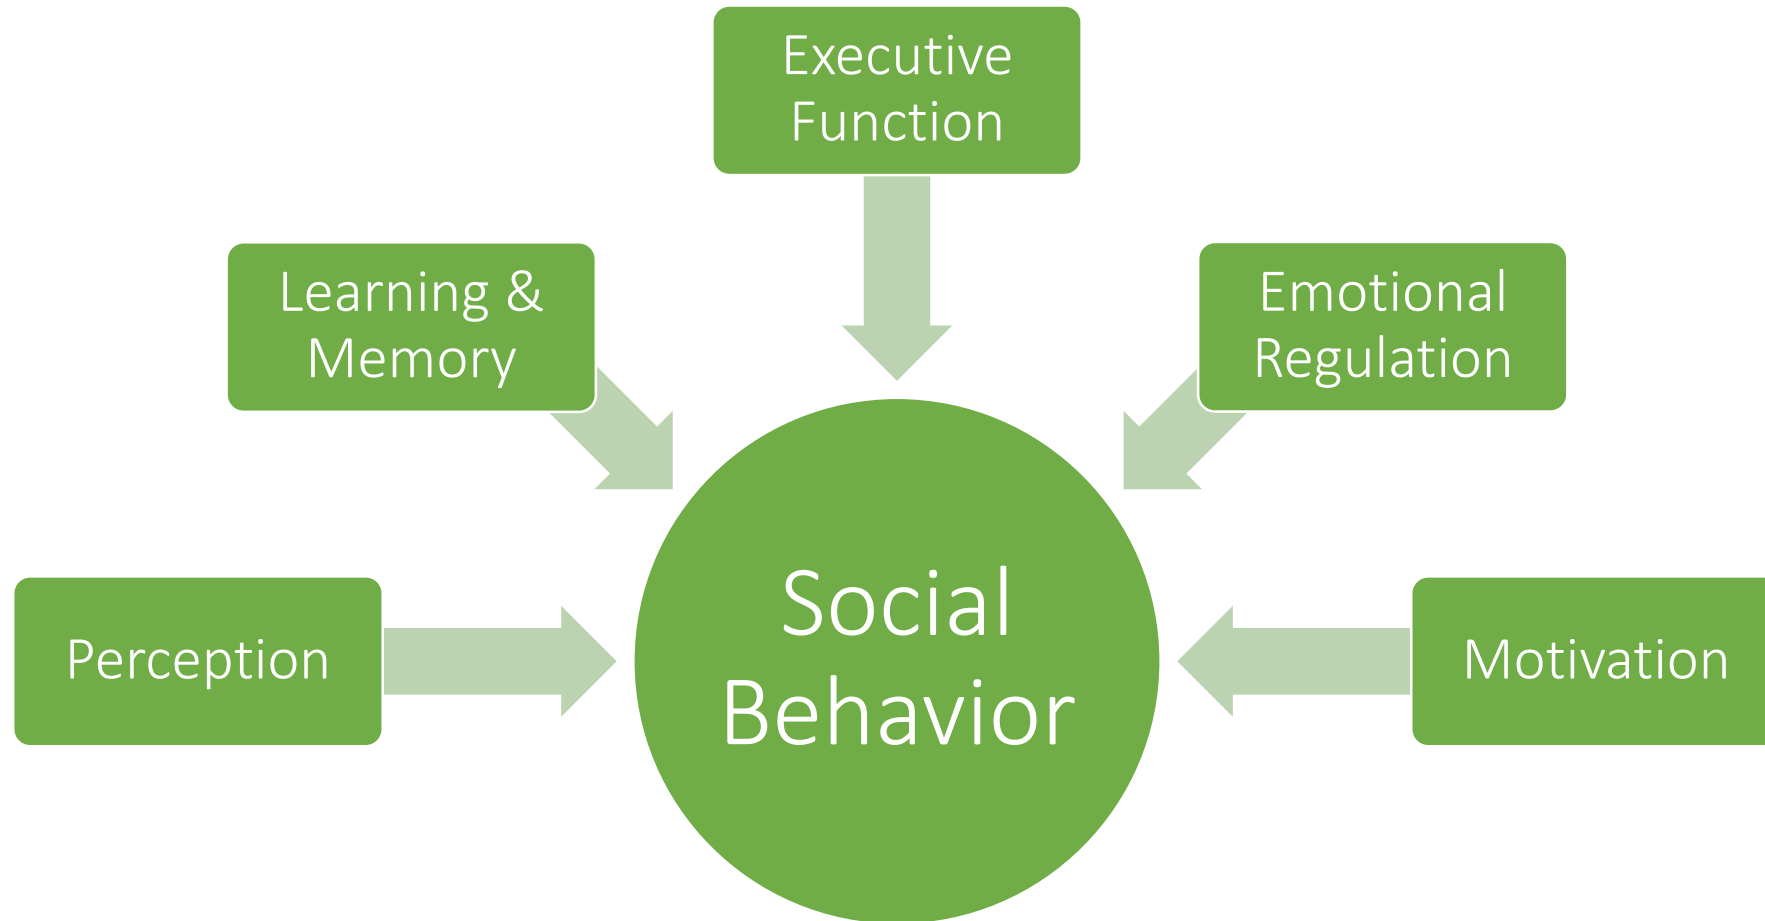 Executive
Function
Learning &
Memory
Emotional
Regulation
Perception
Social
Behavior
Motivation